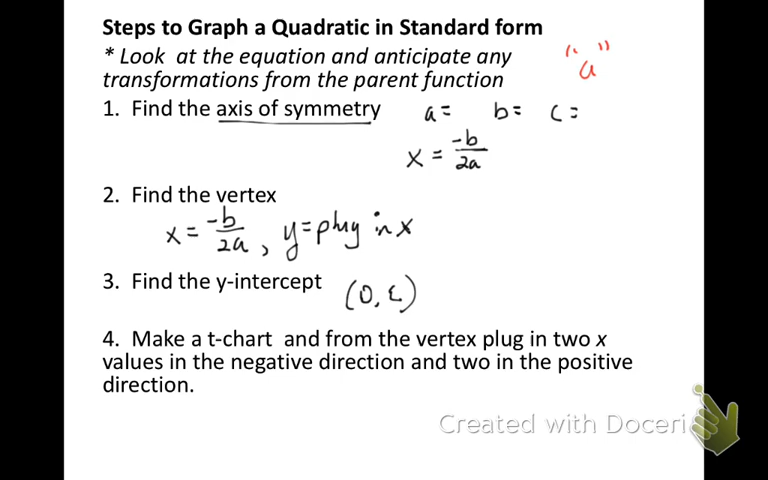 Steps to Graph a Quadratic in Standard form
* Look at the equation and anticipate any
"a"
transformations from the parent function
1. Find the axis of symmetry a= b= c=
x = -b/2a
2. Find the vertex
x = -b/2a, y=plug in x
3. Find the y-intercept (0, c)
4. Make a t-chart and from the vertex plug in two x
values in the negative direction and two in the positive
direction.
Created with Doceri